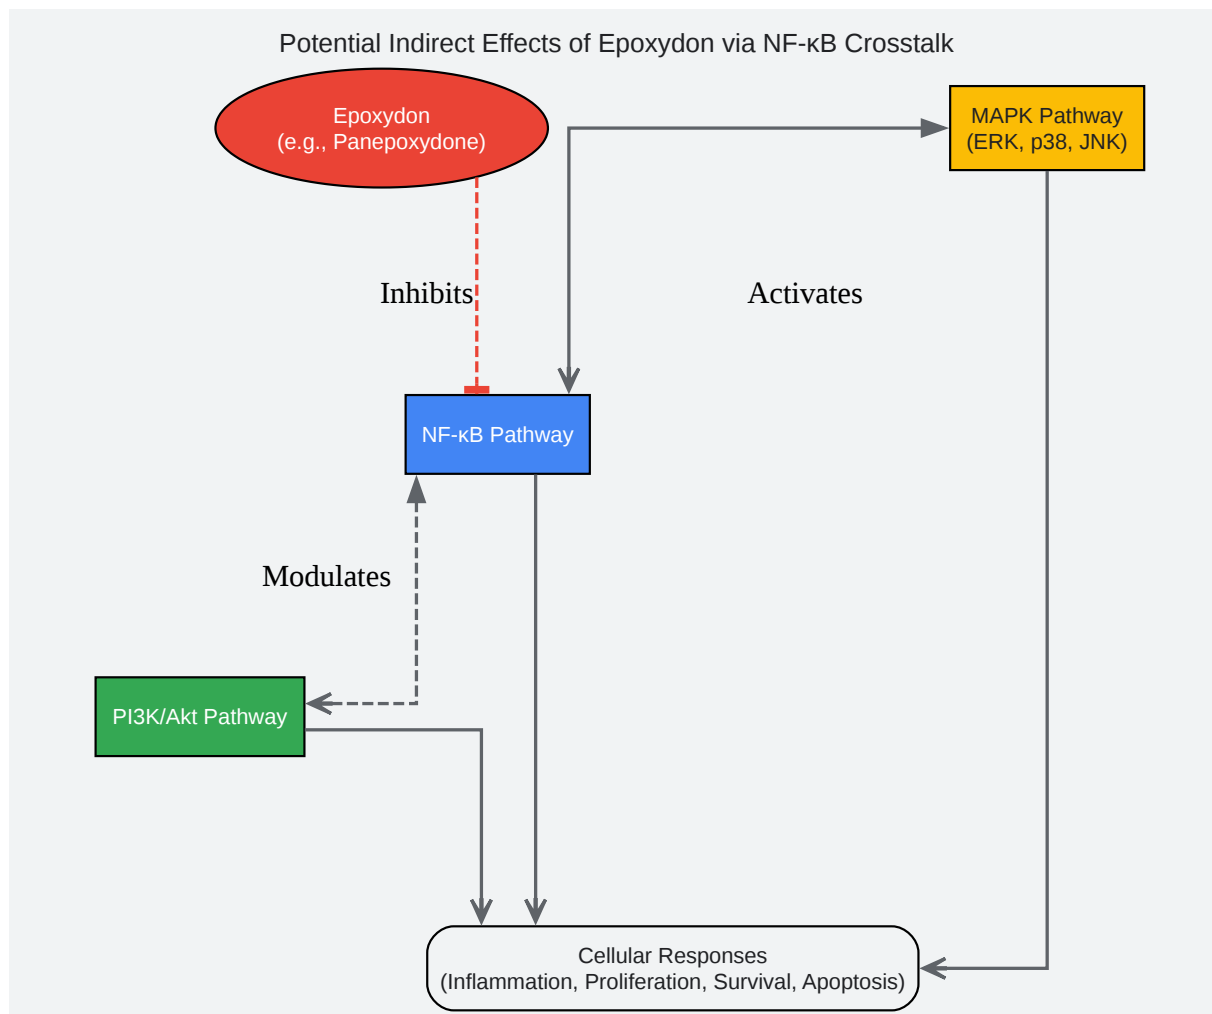 Potential Indirect Effects of Epoxydon via NF-κB Crosstalk
Epoxydon
(e.g., Panepoxydone)
MAPK Pathway
(ERK, p38, JNK)
Inhibits
Activates
NF-κB Pathway
Modulates
PI3K/Akt Pathway
Cellular Responses
(Inflammation, Proliferation, Survival, Apoptosis)